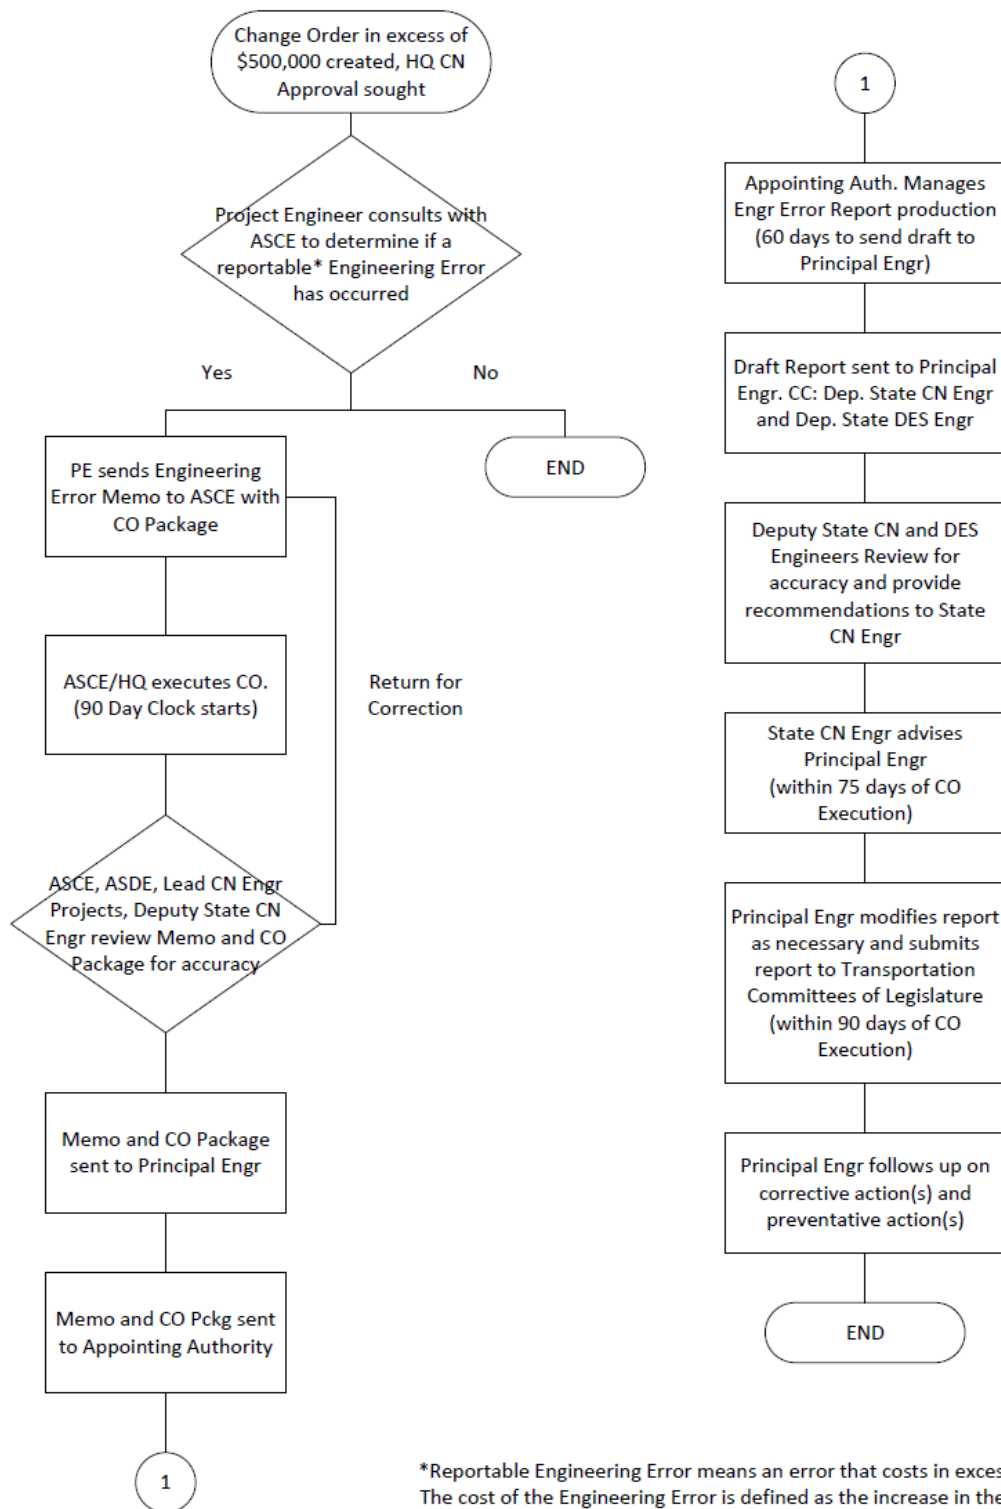 Change Order in excess of
$500,000 created, HQ CN
Approval sought
Project Engineer consults with
ASCE to determine if a
reportable* Engineering Error
has occurred
Yes
No
PE sends Engineering
Error Memo to ASCE with
CO Package
END
ASCE/HQ executes CO.
(90 Day Clock starts)
Return for
Correction
ASCE, ASDE, Lead CN Engr
Projects, Deputy State CN
Engr review Memo and CO
Package for accuracy
Memo and CO Package
sent to Principal Engr
Memo and CO Pckg sent
to Appointing Authority
1
1
Appointing Auth. Manages
Engr Error Report production
(60 days to send draft to
Principal Engr)
Draft Report sent to Principal
Engr. CC: Dep. State CN Engr
and Dep. State DES Engr
Deputy State CN and DES
Engineers Review for
accuracy and provide
recommendations to State
CN Engr
State CN Engr advises
Principal Engr
(within 75 days of CO
Execution)
Principal Engr modifies report
as necessary and submits
report to Transportation
Committees of Legislature
(within 90 days of CO
Execution)
Principal Engr follows up on
corrective action(s) and
preventative action(s)
END
*Reportable Engineering Error means an error that costs in exces
The cost of the Engineering Error is defined as the increase in the